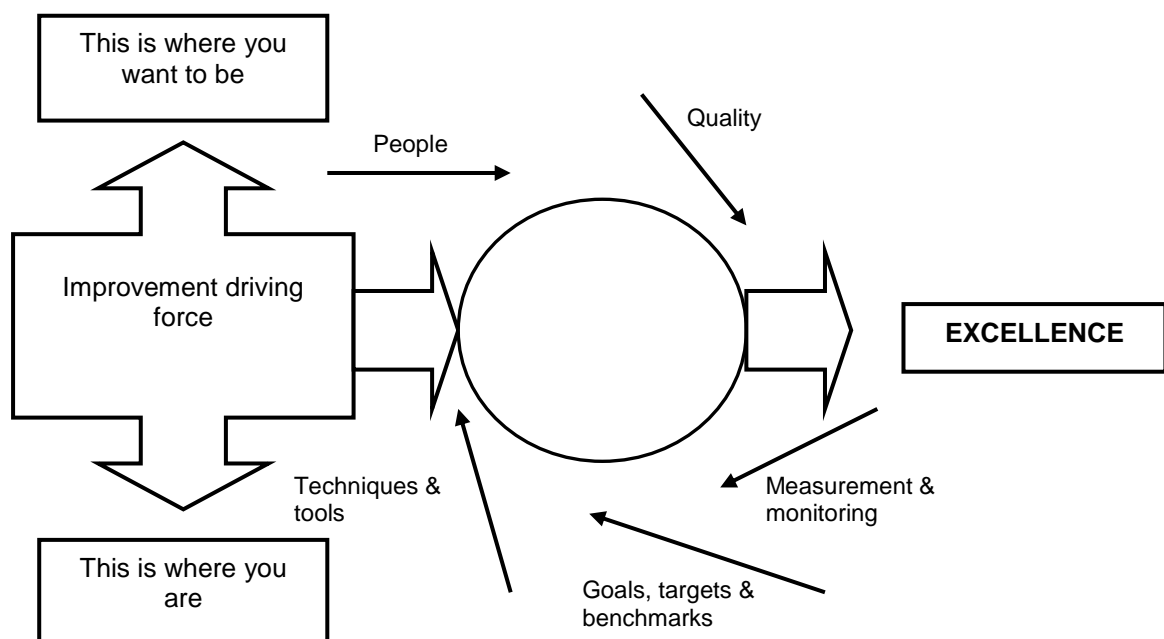 This is where you
want to be
People
Quality
Improvement driving
force
EXCELLENCE
Techniques &
tools
Measurement &
monitoring
This is where you
are
Goals, targets &
benchmarks